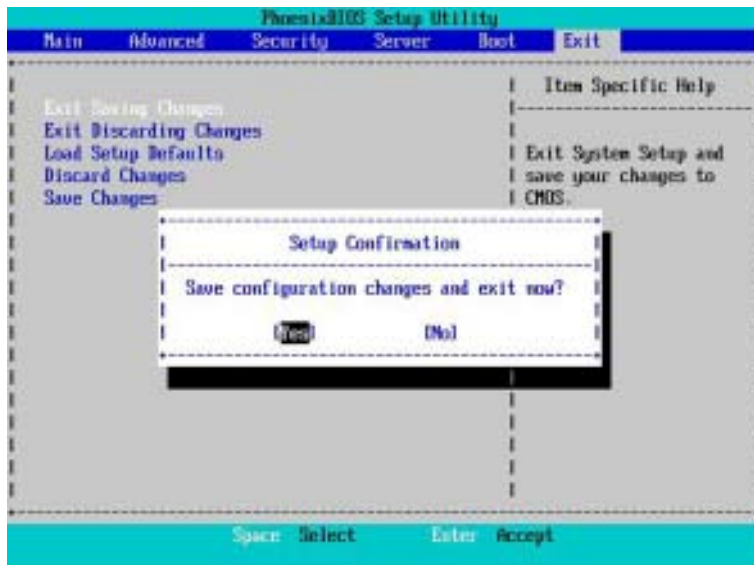 PhoenixBIOS Setup Utility
Main Advanced Security Server Boot Exit
Item Specific Help
Exit Saving Changes
Exit Discarding Changes
Load Setup Defaults
Discard Changes
Save Changes
Exit System Setup and
save your changes to
CMOS.
Setup Confirmation
Save configuration changes and exit now?
[Yes] [No]
Space Select Enter Accept